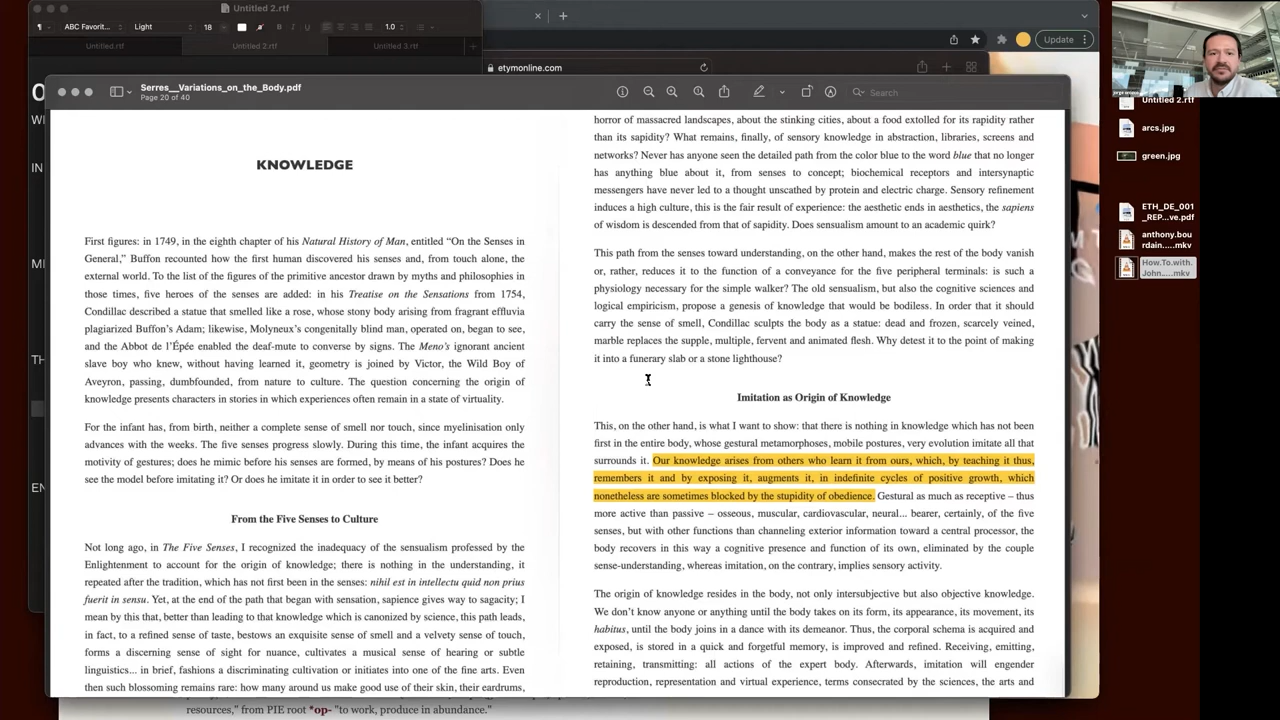 Untitled 2.rtf
ABC Favorit...
Light
18
1.0
Untitled.rtf
Untitled 2.rtf
Untitled 3.rtf
Update
etymonline.com
Serres__Variations_on_the_Body.pdf
Page 20 of 40
Search
KNOWLEDGE
First figures: in 1749, in the eighth chapter of his Natural History of Man, entitled “On the Senses in
General,” Buffon recounted how the first human discovered his senses and, from touch alone, the
external world. To the list of the figures of the primitive ancestor drawn by myths and philosophies in
those times, five heroes of the senses are added: in his Treatise on the Sensations from 1754,
Condillac described a statue that smelled like a rose, whose stony body arising from fragrant effluvia
plagiarized Buffon’s Adam; likewise, Molyneux’s congenitally blind man, operated on, began to see,
and the Abbot de l’Épée enabled the deaf-mute to converse by signs. The Meno’s ignorant ancient
slave boy who knew, without having learned it, geometry is joined by Victor, the Wild Boy of
Aveyron, passing, dumbfounded, from nature to culture. The question concerning the origin of
knowledge presents characters in stories in which experiences often remain in a state of virtuality.
For the infant has, from birth, neither a complete sense of smell nor touch, since myelinisation only
advances with the weeks. The five senses progress slowly. During this time, the infant acquires the
motivity of gestures; does he mimic before his senses are formed, by means of his postures? Does he
see the model before imitating it? Or does he imitate it in order to see it better?
From the Five Senses to Culture
Not long ago, in The Five Senses, I recognized the inadequacy of the sensualism professed by the
Enlightenment to account for the origin of knowledge; there is nothing in the understanding, it
repeated after the tradition, which has not first been in the senses: nihil est in intellectu quid non prius
fuerit in sensu. Yet, at the end of the path that began with sensation, sapience gives way to sagacity; I
mean by this that, better than leading to that knowledge which is canonized by science, this path leads,
in fact, to a refined sense of taste, bestows an exquisite sense of smell and a velvety sense of touch,
forms a discerning sense of sight for nuance, cultivates a musical sense of hearing or subtle
linguistics... in brief, fashions a discriminating cultivation or initiates into one of the fine arts. Even
then such blossoming remains rare: how many around us make good use of their skin, their eardrums,
horror of massacred landscapes, about the stinking cities, about a food extolled for its rapidity rather
than its sapidity? What remains, finally, of sensory knowledge in abstraction, libraries, screens and
networks? Never has anyone seen the detailed path from the color blue to the word blue that no longer
has anything blue about it, from senses to concept; biochemical receptors and intersynaptic
messengers have never led to a thought unscathed by protein and electric charge. Sensory refinement
induces a high culture, this is the fair result of experience: the aesthetic ends in aesthetics, the sapiens
of wisdom is descended from that of sapidity. Does sensualism amount to an academic quirk?
This path from the senses toward understanding, on the other hand, makes the rest of the body vanish
or, rather, reduces it to the function of a conveyance for the five peripheral terminals: is such a
physiology necessary for the simple walker? The old sensualism, but also the cognitive sciences and
logical empiricism, propose a genesis of knowledge that would be bodiless. In order that it should
carry the sense of smell, Condillac sculpts the body as a statue: dead and frozen, scarcely veined,
marble replaces the supple, multiple, fervent and animated flesh. Why detest it to the point of making
it into a funerary slab or a stone lighthouse?
Imitation as Origin of Knowledge
This, on the other hand, is what I want to show: that there is nothing in knowledge which has not been
first in the entire body, whose gestural metamorphoses, mobile postures, very evolution imitate all that
surrounds it. Our knowledge arises from others who learn it from ours, which, by teaching it thus,
remembers it and by exposing it, augments it, in indefinite cycles of positive growth, which
nonetheless are sometimes blocked by the stupidity of obedience. Gestural as much as receptive – thus
more active than passive – osseous, muscular, cardiovascular, neural... bearer, certainly, of the five
senses, but with other functions than channeling exterior information toward a central processor, the
body recovers in this way a cognitive presence and function of its own, eliminated by the couple
sense-understanding, whereas imitation, on the contrary, implies sensory activity.
The origin of knowledge resides in the body, not only intersubjective but also objective knowledge.
We don’t know anyone or anything until the body takes on its form, its appearance, its movement, its
habitus, until the body joins in a dance with its demeanor. Thus, the corporal schema is acquired and
exposed, is stored in a quick and forgetful memory, is improved and refined. Receiving, emitting,
retaining, transmitting: all actions of the expert body. Afterwards, imitation will engender
reproduction, representation and virtual experience, terms consecrated by the sciences, the arts and
resources,” from PIE root *op- "to work, produce in abundance."
Untitled 2.rtf
arcs.jpg
green.jpg
ETH_DE_001
_REP...ve.pdf
anthony.bour
dain....mkv
How.To.with.
John.....mkv